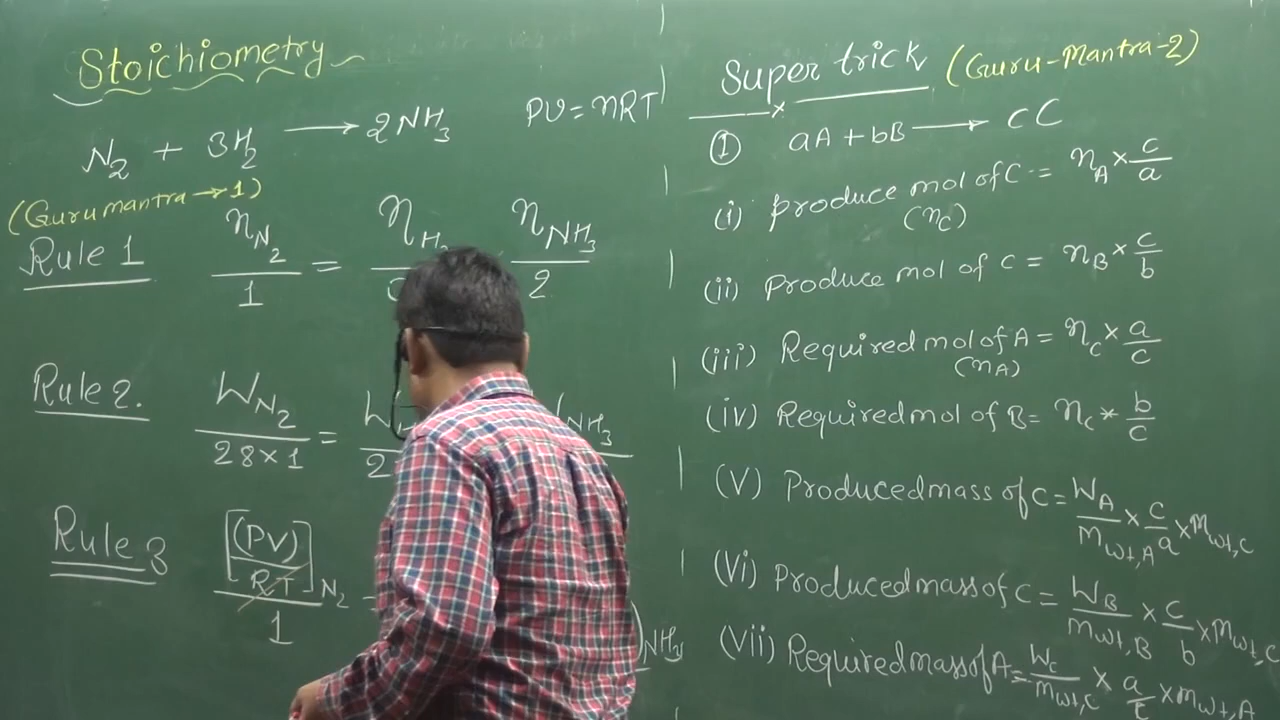 Stoichiometry
N₂ + 3H₂ → 2NH₃
PV = nRT
(Gurumantra → 1)
Rule 1
n_N₂/1 = n_H₂/ n_NH₃/2
Rule 2.
W_N₂/28×1 = W NH₃
Rule 3
[(PV)/RT]_N₂/1 NH₃
Super trick (Guru-Mantra-2)
① aA + bB → cC
(i) Produce mol of C = n_A × c/a
(n_C)
(ii) Produce mol of C = n_B × c/b
(iii) Required mol of A = n_C × a/c
(n_A)
(iv) Required mol of B = n_C × b/c
(V) Produced mass of C = W_A/m_wt,A × c/a × m_wt,C
(Vi) Produced mass of C = W_B/m_wt,B × c/b × m_wt,C
(Vii) Required mass of A = W_C/m_wt,C × a/c × m_wt,A